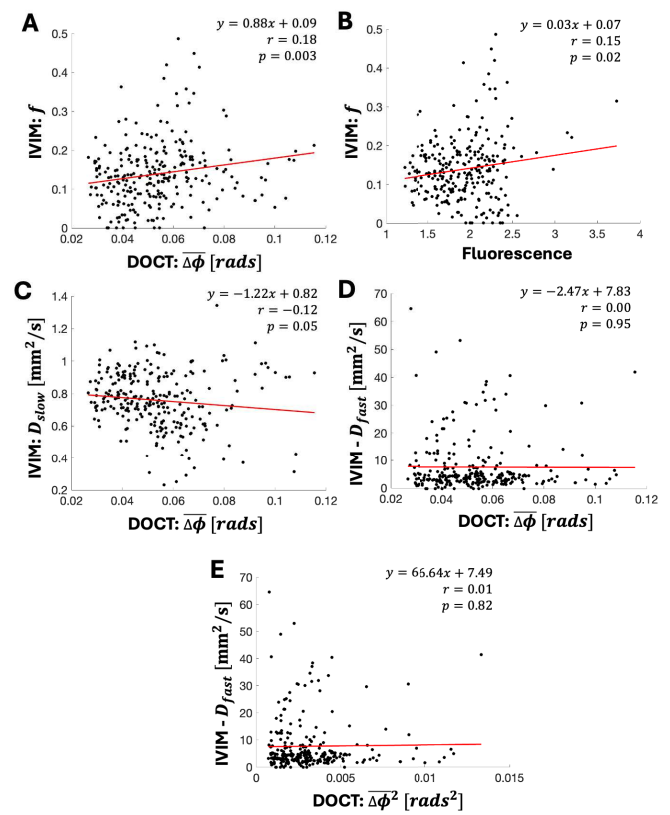 A
y = 0.88x + 0.09
r = 0.18
p = 0.003
0.5
0.4
0.3
0.2
0.1
0
IVIM: f
0.02 0.04 0.06 0.08 0.1 0.12
DOCT: Δϕ̅ [rads]
B
y = 0.03x + 0.07
r = 0.15
p = 0.02
0.5
0.4
0.3
0.2
0.1
0
IVIM: f
1 1.5 2 2.5 3 3.5 4
Fluorescence
C
y = −1.22x + 0.82
r = −0.12
p = 0.05
1.4
1.2
1
0.8
0.6
0.4
0.2
IVIM: D_slow [mm²/s]
0.02 0.04 0.06 0.08 0.1 0.12
DOCT: Δϕ̅ [rads]
D
y = −2.47x + 7.83
r = 0.00
p = 0.95
70
60
50
40
30
20
10
0
IVIM - D_fast [mm²/s]
0.02 0.04 0.06 0.08 0.1 0.12
DOCT: Δϕ̅ [rads]
E
y = 65.64x + 7.49
r = 0.01
p = 0.82
70
60
50
40
30
20
10
0
IVIM - D_fast [mm²/s]
0 0.005 0.01 0.015
DOCT: Δϕ̅² [rads²]